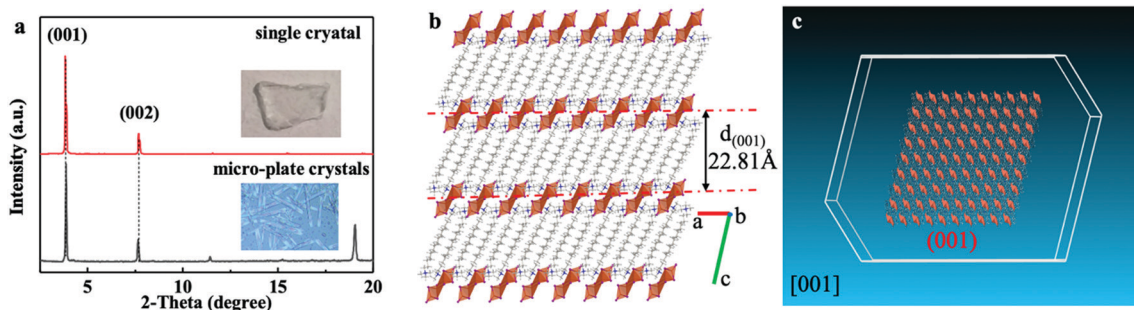 a
single cryatal
(001)
(002)
micro-plate crystals
Intensity (a.u.)
5
10
15
20
2-Theta (degree)
b
d(001)
22.81Å
a
b
c
c
(001)
[001]